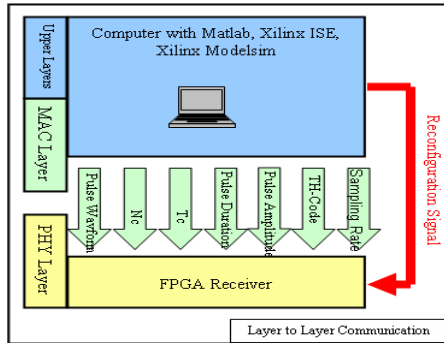 Upper Layers
Computer with Matlab, Xilinx ISE,
Xilinx Modelsim
MAC Layer
Reconfiguration Signal
Pulse Wavform
Nc
Tc
Pulse Duration
Pulse Amplitude
TH-Code
Sampling Rate
PHY Layer
FPGA Receiver
Layer to Layer Communication